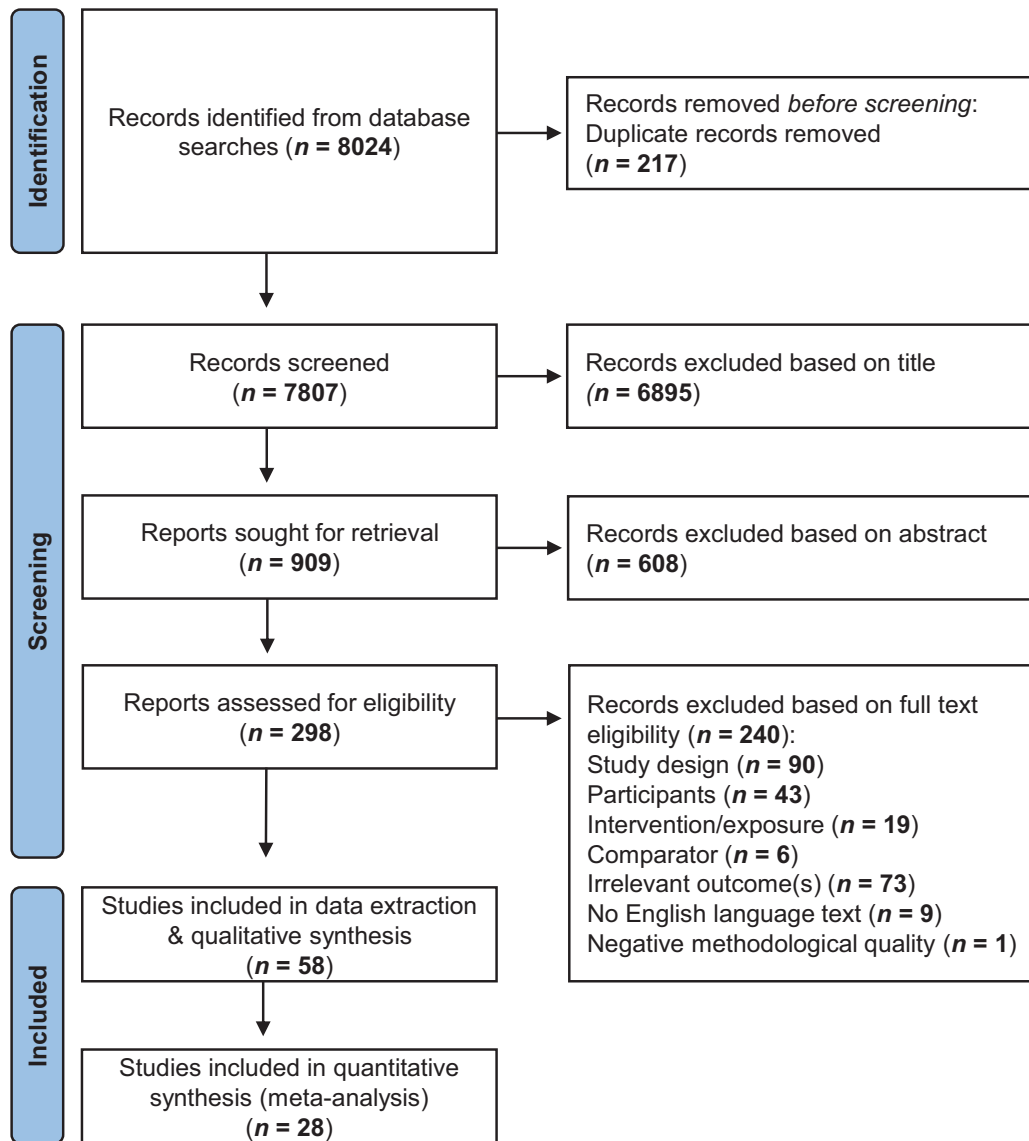 Identification
Records identified from database
searches (n = 8024)
Records removed before screening:
Duplicate records removed
(n = 217)
Screening
Records screened
(n = 7807)
Records excluded based on title
(n = 6895)
Reports sought for retrieval
(n = 909)
Records excluded based on abstract
(n = 608)
Reports assessed for eligibility
(n = 298)
Records excluded based on full text
eligibility (n = 240):
Study design (n = 90)
Participants (n = 43)
Intervention/exposure (n = 19)
Comparator (n = 6)
Irrelevant outcome(s) (n = 73)
No English language text (n = 9)
Negative methodological quality (n = 1)
Included
Studies included in data extraction
& qualitative synthesis
(n = 58)
Studies included in quantitative
synthesis (meta-analysis)
(n = 28)